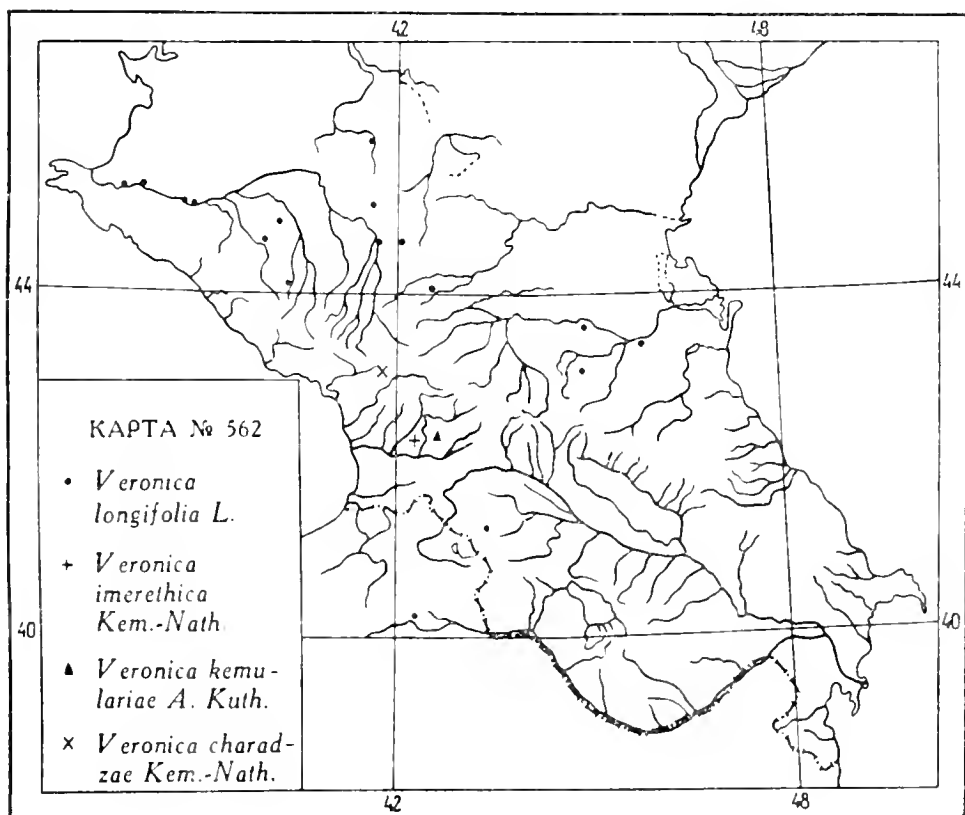 42 48
44 44
КАРТА № 562
• Veronica
longifolia L.
+ Veronica
imerethica
Kem.-Nath.
▲ Veronica kemu-
lariae A. Kuth.
× Veronica charad-
zae Kem.-Nath.
40 40
42 48